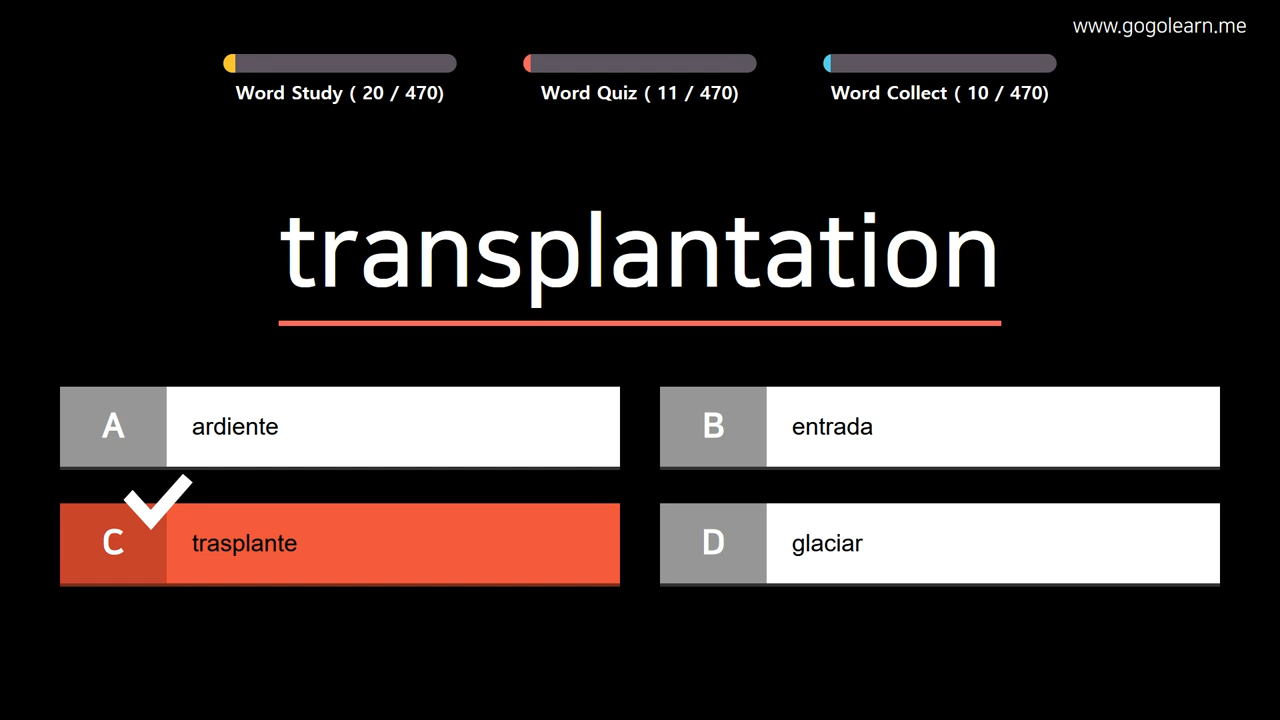 www.gogolearn.me
Word Study ( 20 / 470)
Word Quiz ( 11 / 470)
Word Collect ( 10 / 470)
transplantation
A ardiente
B entrada
C trasplante
D glaciar